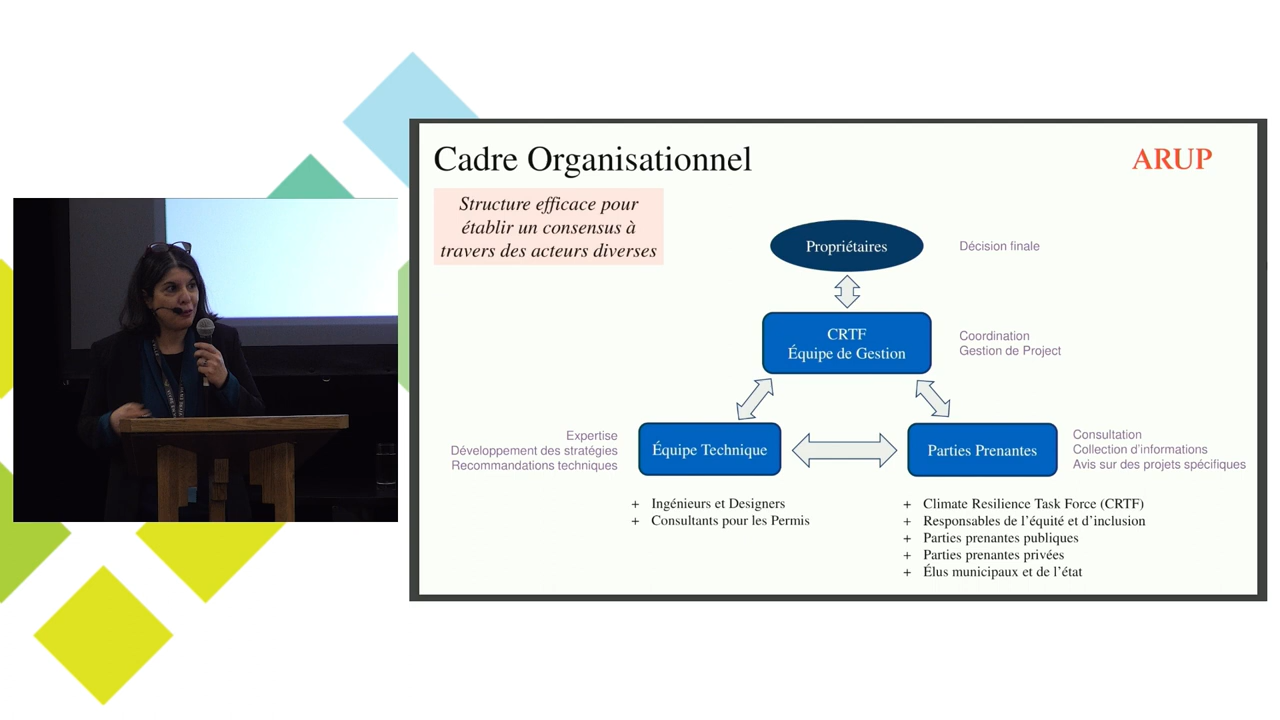 Cadre Organisationnel
ARUP
Structure efficace pour
établir un consensus à
travers des acteurs diverses
Propriétaires
Décision finale
CRTF
Équipe de Gestion
Coordination
Gestion de Project
Expertise
Développement des stratégies
Recommandations techniques
Équipe Technique
Parties Prenantes
Consultation
Collection d'informations
Avis sur des projets spécifiques
+ Ingénieurs et Designers
+ Consultants pour les Permis
+ Climate Resilience Task Force (CRTF)
+ Responsables de l'équité et d'inclusion
+ Parties prenantes publiques
+ Parties prenantes privées
+ Élus municipaux et de l'état